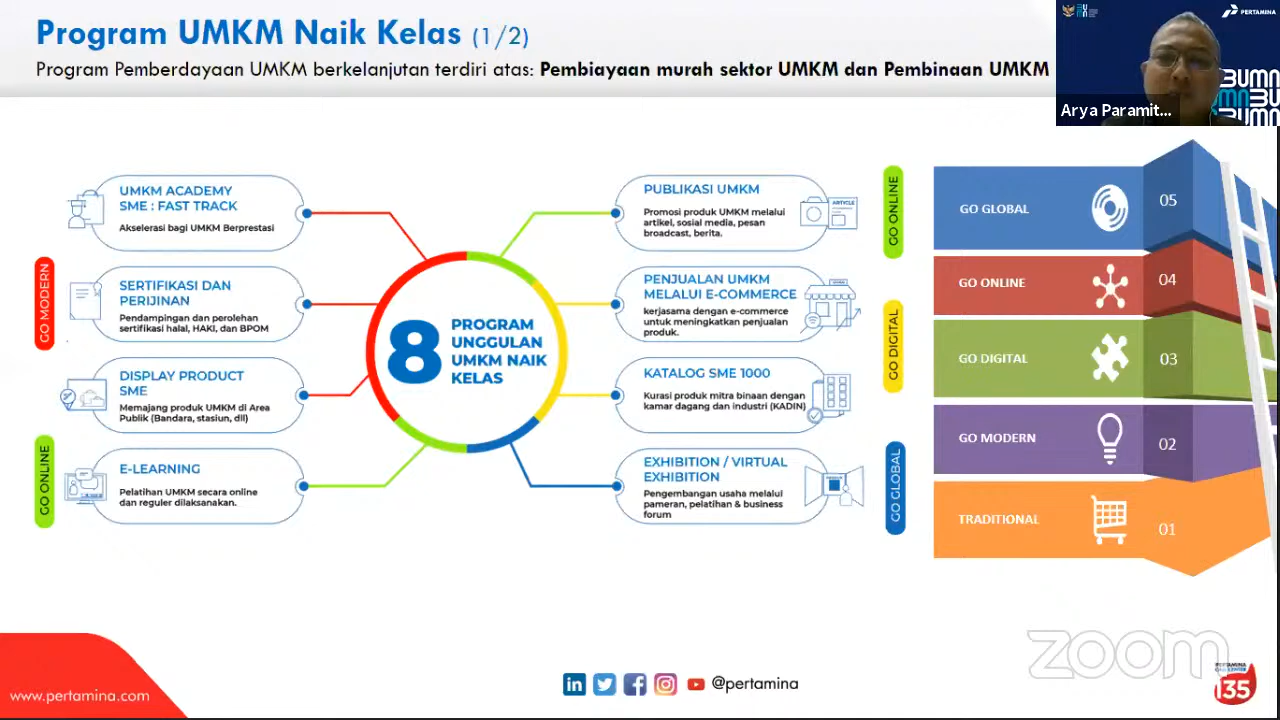 Program UMKM Naik Kelas (1/2)
Program Pemberdayaan UMKM berkelanjutan terdiri atas: Pembiayaan murah sektor UMKM dan Pembinaan UMKM
PERTAMINA
BUMN
Arya Paramit...
GO MODERN
GO ONLINE
UMKM ACADEMY
SME : FAST TRACK
Akselerasi bagi UMKM Berprestasi
SERTIFIKASI DAN
PERIJINAN
Pendampingan dan perolehan
sertifikasi halal, HAKI, dan BPOM
DISPLAY PRODUCT
SME
Memajang produk UMKM di Area
Publik (Bandara, stasiun, dll)
E-LEARNING
Pelatihan UMKM secara online
dan reguler dilaksanakan.
8
PROGRAM
UNGGULAN
UMKM NAIK
KELAS
PUBLIKASI UMKM
Promosi produk UMKM melalui
artikel, sosial media, pesan
broadcast, berita.
ARTICLE
PENJUALAN UMKM
MELALUI E-COMMERCE
kerjasama dengan e-commerce
untuk meningkatkan penjualan
produk.
KATALOG SME 1000
Kurasi produk mitra binaan dengan
kamar dagang dan industri (KADIN)
EXHIBITION / VIRTUAL
EXHIBITION
Pengembangan usaha melalui
pameran, pelatihan & business
forum
GO ONLINE
GO DIGITAL
GO GLOBAL
GO GLOBAL 05
GO ONLINE 04
GO DIGITAL 03
GO MODERN 02
TRADITIONAL 01
www.pertamina.com
@pertamina
zoom
PERTAMINA
135